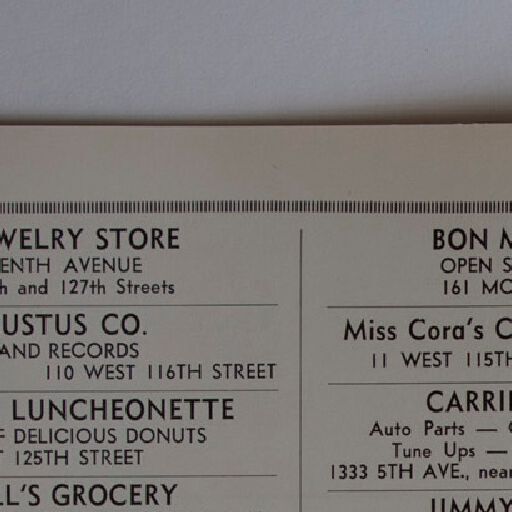 WELRY STORE
ENTH AVENUE
h and 127th Streets
USTUS CO.
AND RECORDS
110 WEST 116TH STREET
LUNCHEONETTE
F DELICIOUS DONUTS
T 125TH STREET
LL'S GROCERY
BON M
OPEN S
161 MO
Miss Cora's C
11 WEST 115TH
CARRI
Auto Parts —
Tune Ups —
1333 5TH AVE., near
JIMMY